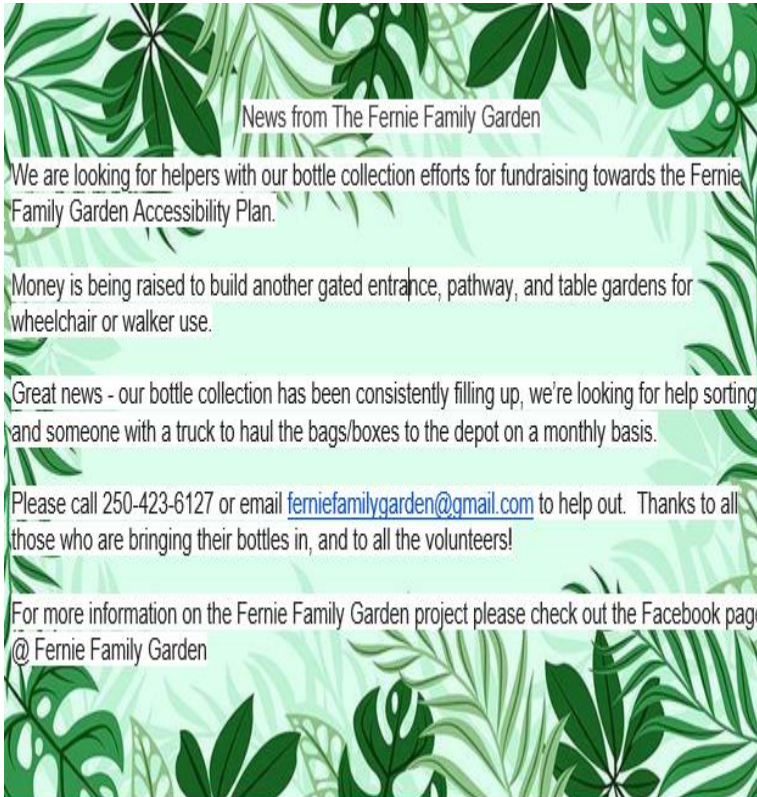 News from The Fernie Family Garden
We are looking for helpers with our bottle collection efforts for fundraising towards the Fernie
Family Garden Accessibility Plan.
Money is being raised to build another gated entrance, pathway, and table gardens for
wheelchair or walker use.
Great news - our bottle collection has been consistently filling up, we're looking for help sorting
and someone with a truck to haul the bags/boxes to the depot on a monthly basis.
Please call 250-423-6127 or email ferniefamilygarden@gmail.com to help out.  Thanks to all
those who are bringing their bottles in, and to all the volunteers!
For more information on the Fernie Family Garden project please check out the Facebook pag
@ Fernie Family Garden